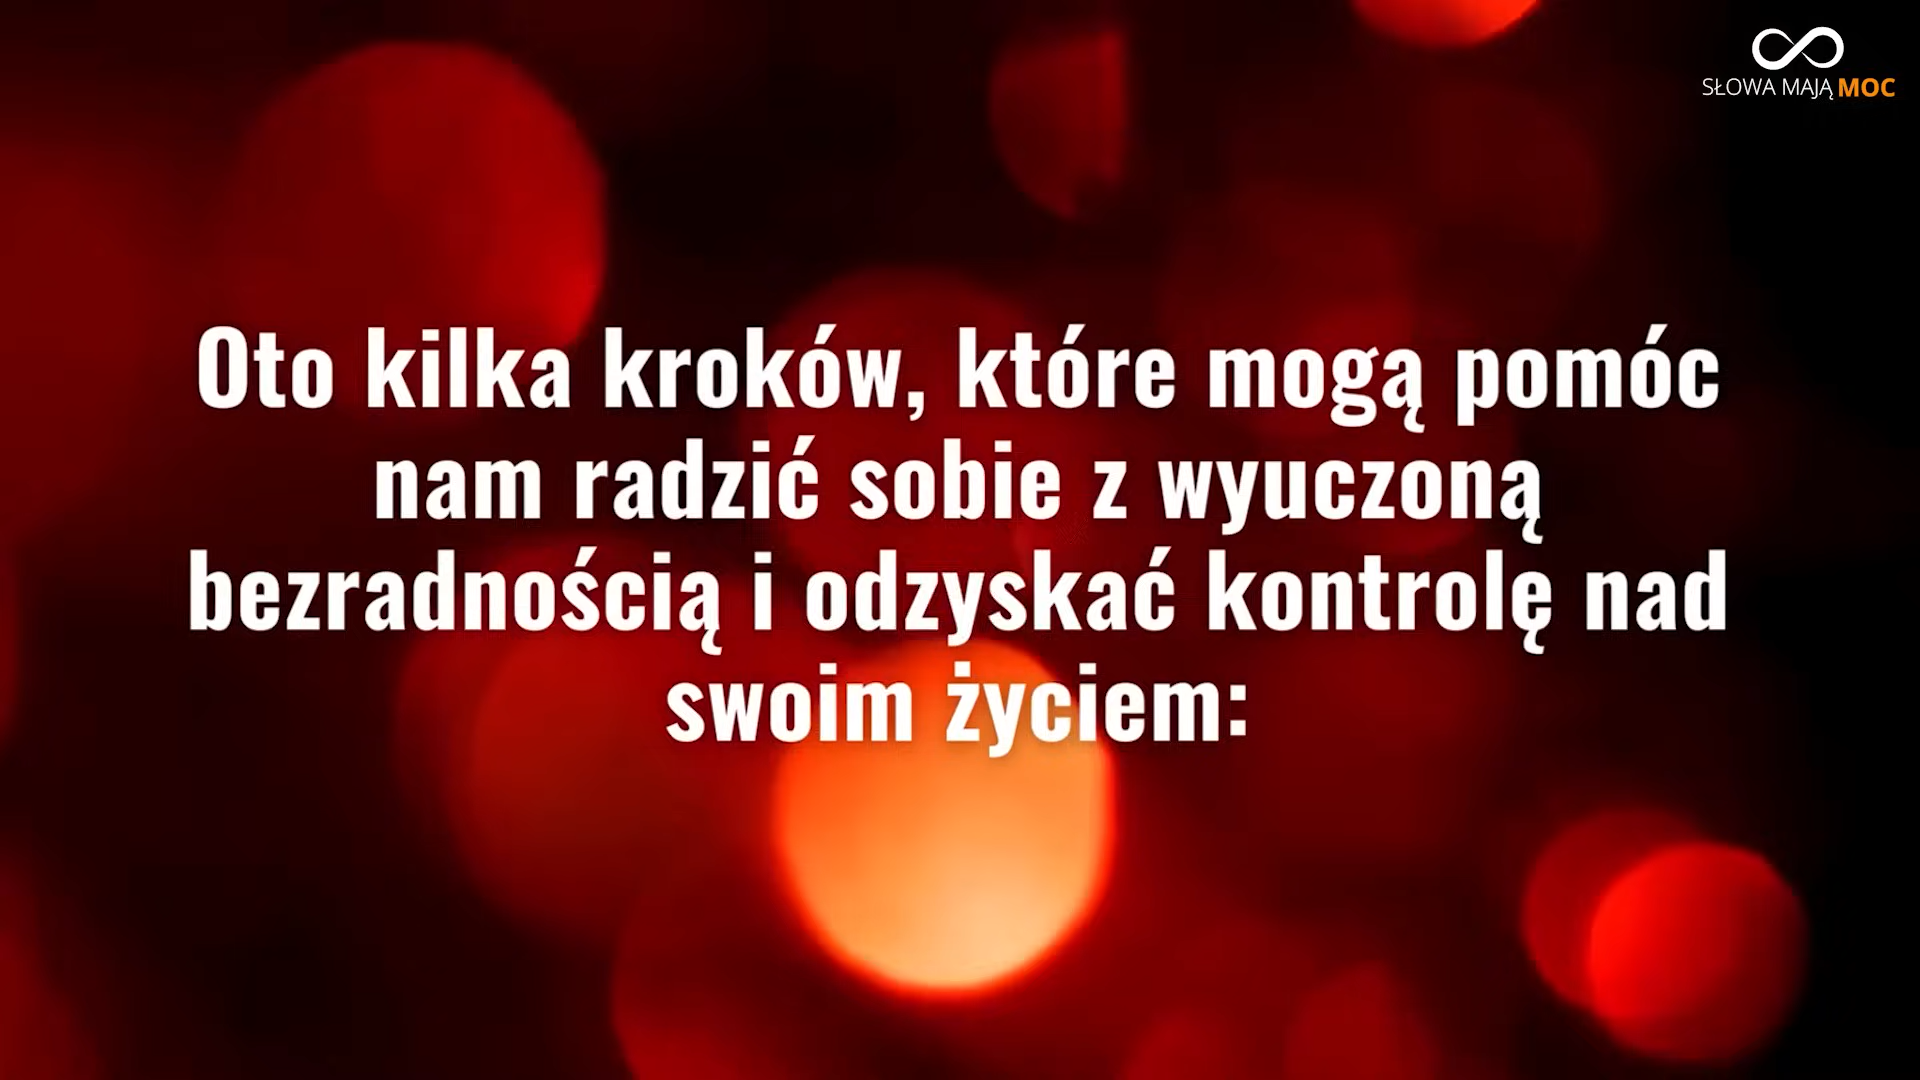 SŁOWA MAJĄ MOC
Oto kilka kroków, które mogą pomóc
nam radzić sobie z wyuczoną
bezradnością i odzyskać kontrolę nad
swoim życiem: